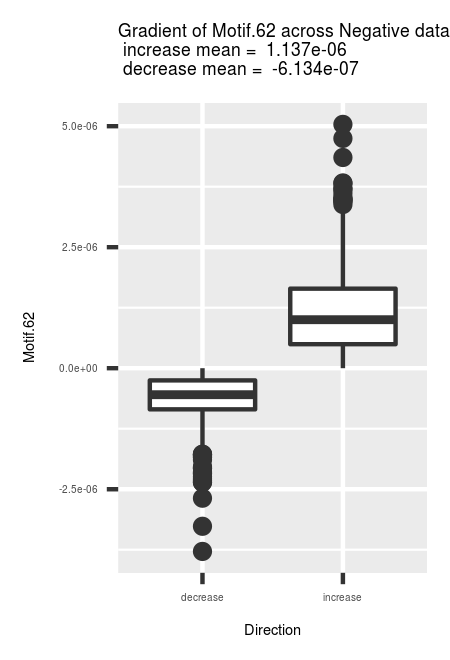 Gradient of Motif.62 across Negative data
increase mean =  1.137e-06
decrease mean =  -6.134e-07
5.0e-06
2.5e-06
0.0e+00
-2.5e-06
Motif.62
decrease
increase
Direction